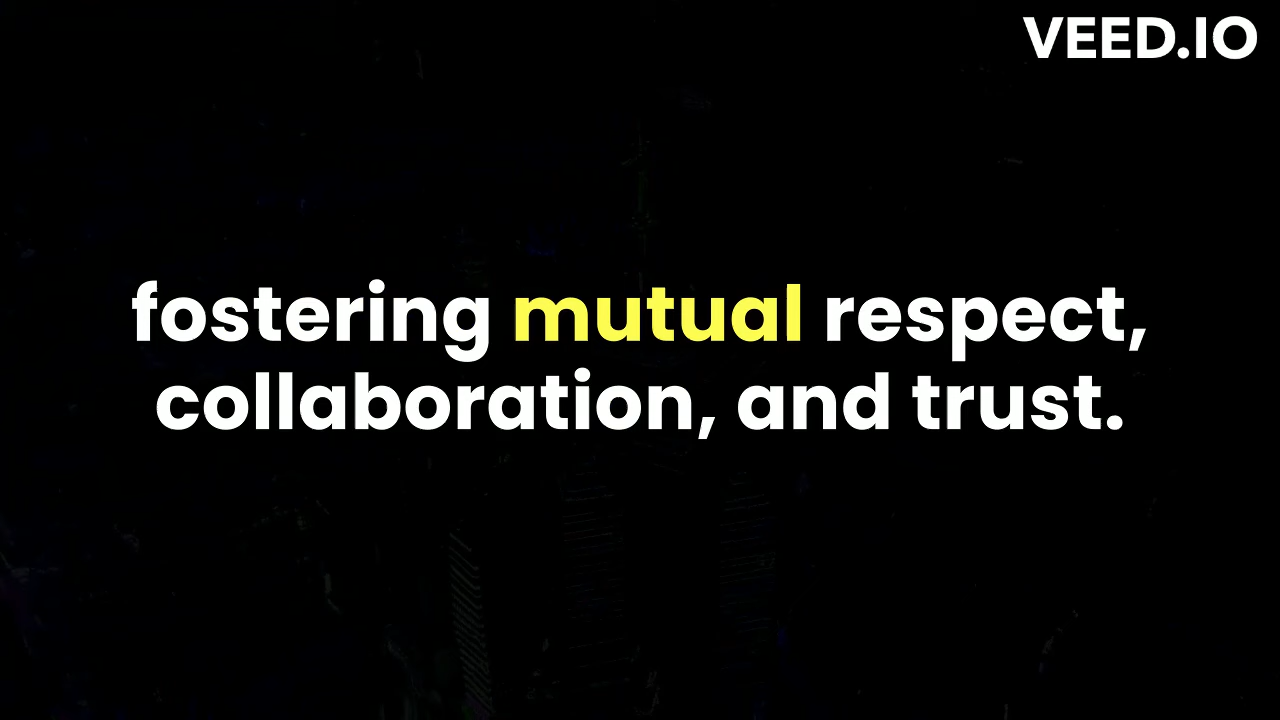 VEED.IO
fostering mutual respect,
collaboration, and trust.